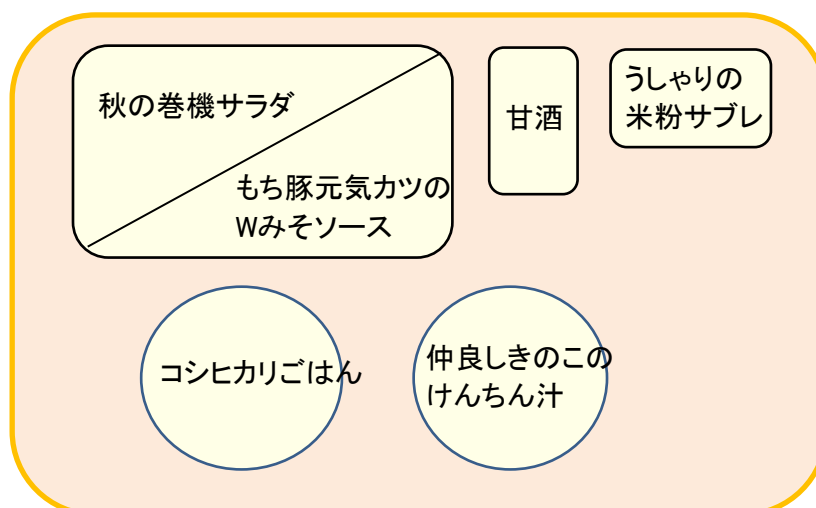 秋の巻機サラダ
もち豚元気カツの
Wみそソース
甘酒
うしゃりの
米粉サブレ
コシヒカリごはん
仲良しきのこの
けんちん汁